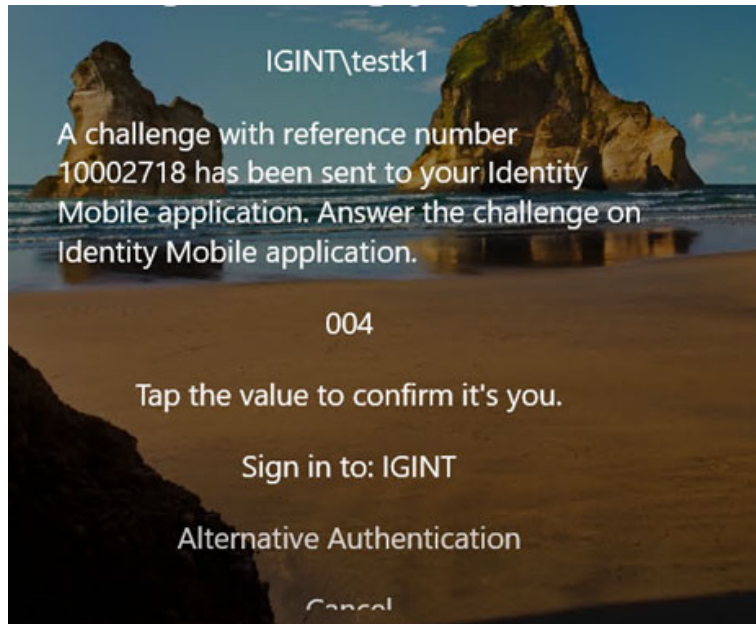 IGINT\testk1
A challenge with reference number
10002718 has been sent to your Identity
Mobile application. Answer the challenge on
Identity Mobile application.
004
Tap the value to confirm it's you.
Sign in to: IGINT
Alternative Authentication
Cancel